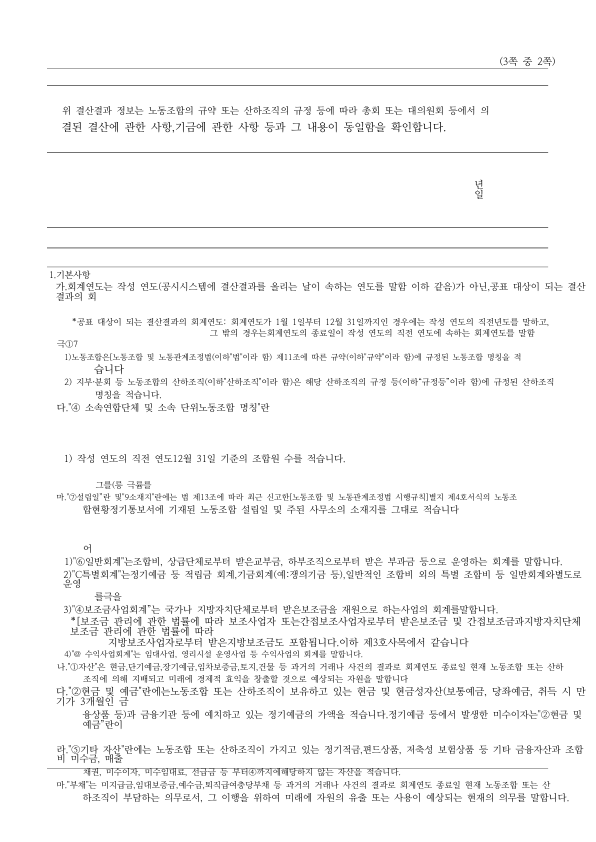 (3쪽 중 2쪽)
위 결산결과 정보는 노동조합의 규약 또는 산하조직의 규정 등에 따라 총회 또는 대의원회 등에서 의
결된 결산에 관한 사항,기금에 관한 사항 등과 그 내용이 동일함을 확인합니다.
년
일
1.기본사항
가.회계연도는 작성 연도(공시시스템에 결산결과를 올리는 날이 속하는 연도를 말함 이하 같음)가 아닌,공표 대상이 되는 결산
결과의 회
*공표 대상이 되는 결산결과의 회계연도: 회계연도가 1월 1일부터 12월 31일까지인 경우에는 작성 연도의 직전년도를 말하고,
그 밖의 경우는회계연도의 종료일이 작성 연도의 직전 연도에 속하는 회계연도를 말함
극①7
1)노동조합은[노동조합 및 노동관계조정법(이하"법"이라 함) 제11조에 따른 규약(이하"규약"이라 함)에 규정된 노동조합 명칭을 적
습니다
2) 지부·분회 등 노동조합의 산하조직(이하"산하조직"이라 함)은 해당 산하조직의 규정 등(이하"규정등"이라 함)에 규정된 산하조직
명칭을 적습니다.
다."④ 소속연합단체 및 소속 단위노동조합 명칭"란
1) 작성 연도의 직전 연도12월 31일 기준의 조합원 수를 적습니다.
그를(롱 극률를
마."⑦설립일"란 및"9소재지"란에는 법 제13조에 따라 최근 신고한[노동조합 및 노동관계조정법 시행규칙]별지 제4호서식의 노동조
합현황정기통보서에 기재된 노동조합 설립일 및 주된 사무소의 소재지를 그대로 적습니다
어
1)"⑥일반회계"는조합비, 상급단체로부터 받은교부금, 하부조직으로부터 받은 부과금 등으로 운영하는 회계를 말합니다.
2)"C특별회계"는정기예금 등 적립금 회계,기금회계(예:쟁의기금 등),일반적인 조합비 외의 특별 조합비 등 일반회계와별도로
운영
를극을
3)"④보조금사업회계"는 국가나 지방자치단체로부터 받은보조금을 재원으로 하는사업의 회계를말합니다.
*[보조금 관리에 관한 법률에 따라 보조사업자 또는간접보조사업자로부터 받은보조금 및 간접보조금과지방자치단체
보조금 관리에 관한 법률에 따라
지방보조사업자로부터 받은지방보조금도 포함됩니다.이하 제3호사목에서 같습니다
4)"@ 수익사업회계"는 임대사업, 영리시설 운영사업 등 수익사업의 회계를 말합니다.
나."①자산"은 현금,단기예금,장기예금,임차보증금,토지,건물 등 과거의 거래나 사건의 결과로 회계연도 종료일 현재 노동조합 또는 산하
조직에 의해 지배되고 미래에 경제적 효익을 창출할 것으로 예상되는 자원을 말합니다
다."②현금 및 예금"란에는노동조합 또는 산하조직이 보유하고 있는 현금 및 현금성자산(보통예금, 당좌예금, 취득 시 만
기가 3개월인 금
융상품 등)과 금융기관 등에 예치하고 있는 정기예금의 가액을 적습니다.정기예금 등에서 발생한 미수이자는"②현금 및
예금"란이
라."⑤기타 자산"란에는 노동조합 또는 산하조직이 가지고 있는 정기적금,펀드상품, 저축성 보험상품 등 기타 금융자산과 조합
비 미수금, 매출
채권, 미수이자, 미수임대료, 선급금 등 부터④까지에해당하지 않는 자산을 적습니다.
마."부채"는 미지급금,임대보증금,예수금,퇴직급여충당부채 등 과거의 거래나 사건의 결과로 회계연도 종료일 현재 노동조합 또는 산
하조직이 부담하는 의무로서, 그 이행을 위하여 미래에 자원의 유출 또는 사용이 예상되는 현재의 의무를 말합니다.